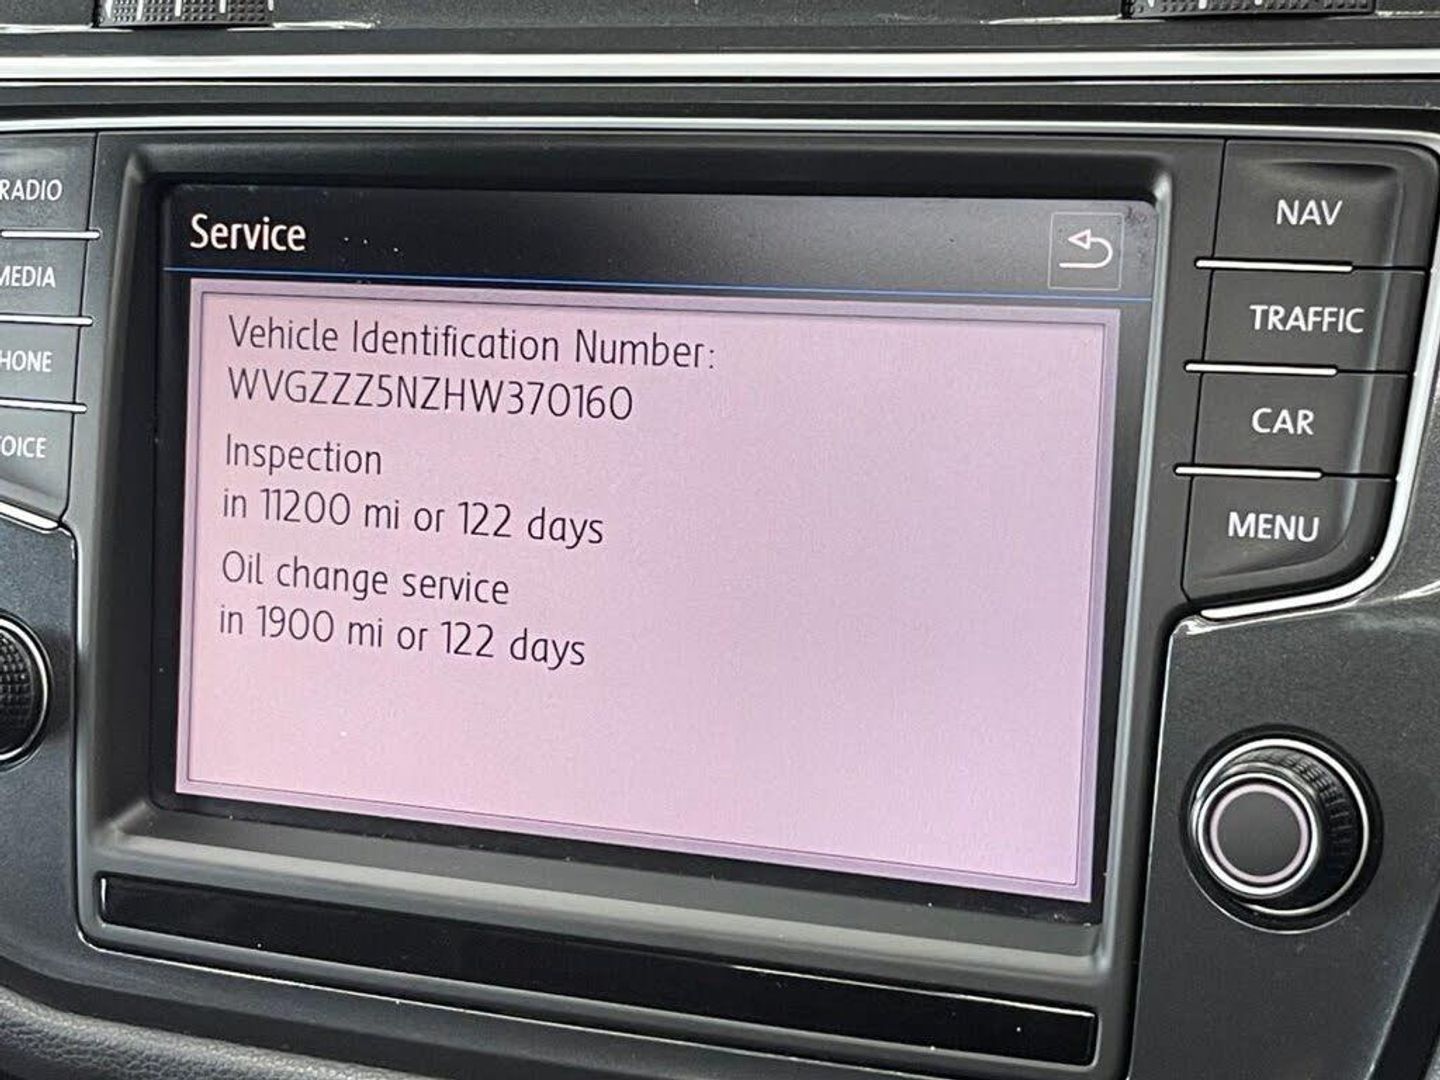 RADIO
MEDIA
HONE
OICE
Service
Vehicle Identification Number:
WVGZZZ5NZHW370160
Inspection
in 11200 mi or 122 days
Oil change service
in 1900 mi or 122 days
NAV
TRAFFIC
CAR
MENU